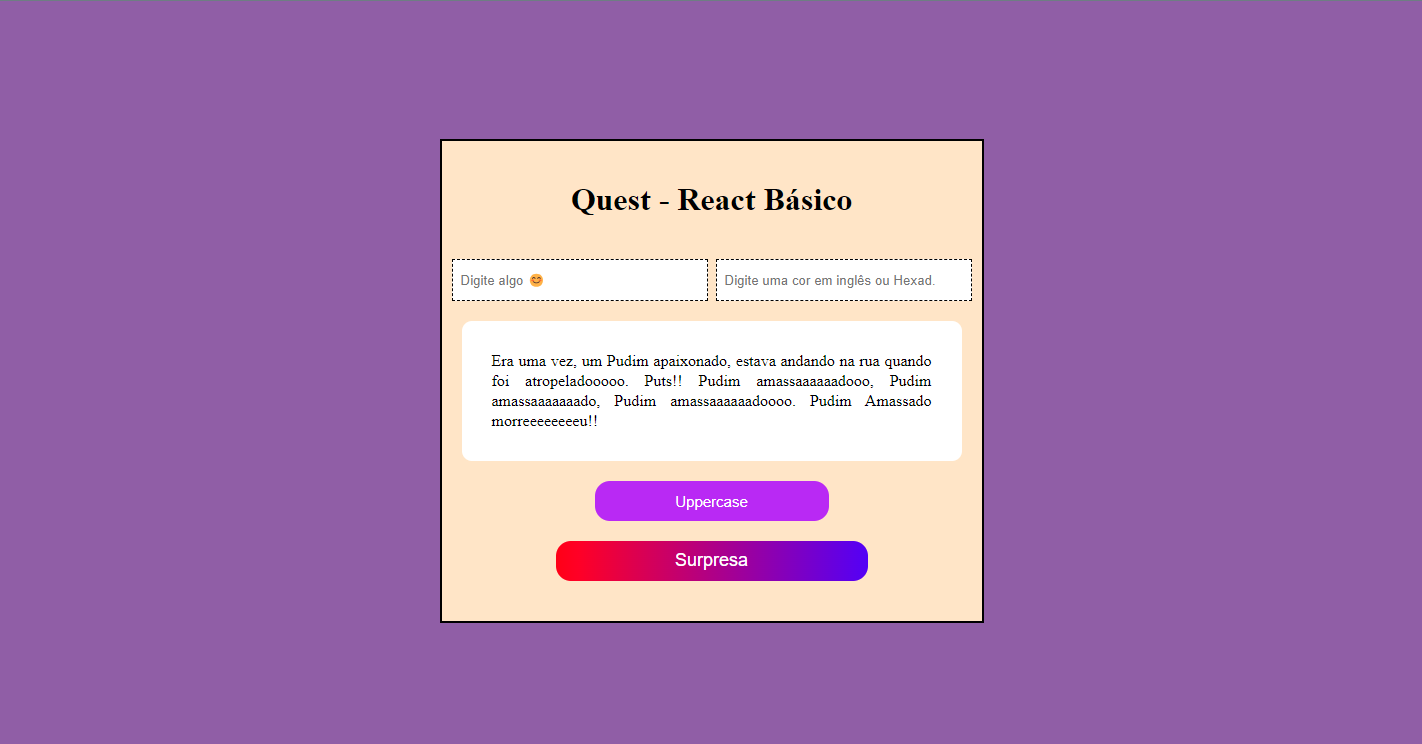 Quest - React Básico
Digite algo 😊
Digite uma cor em inglês ou Hexad.
Era uma vez, um Pudim apaixonado, estava andando na rua quando
foi atropeladooooo. Puts!! Pudim amassaaaaaadooo, Pudim
amassaaaaaaado, Pudim amassaaaaaadoooo. Pudim Amassado
morreeeeeeeeu!!
Uppercase
Surpresa